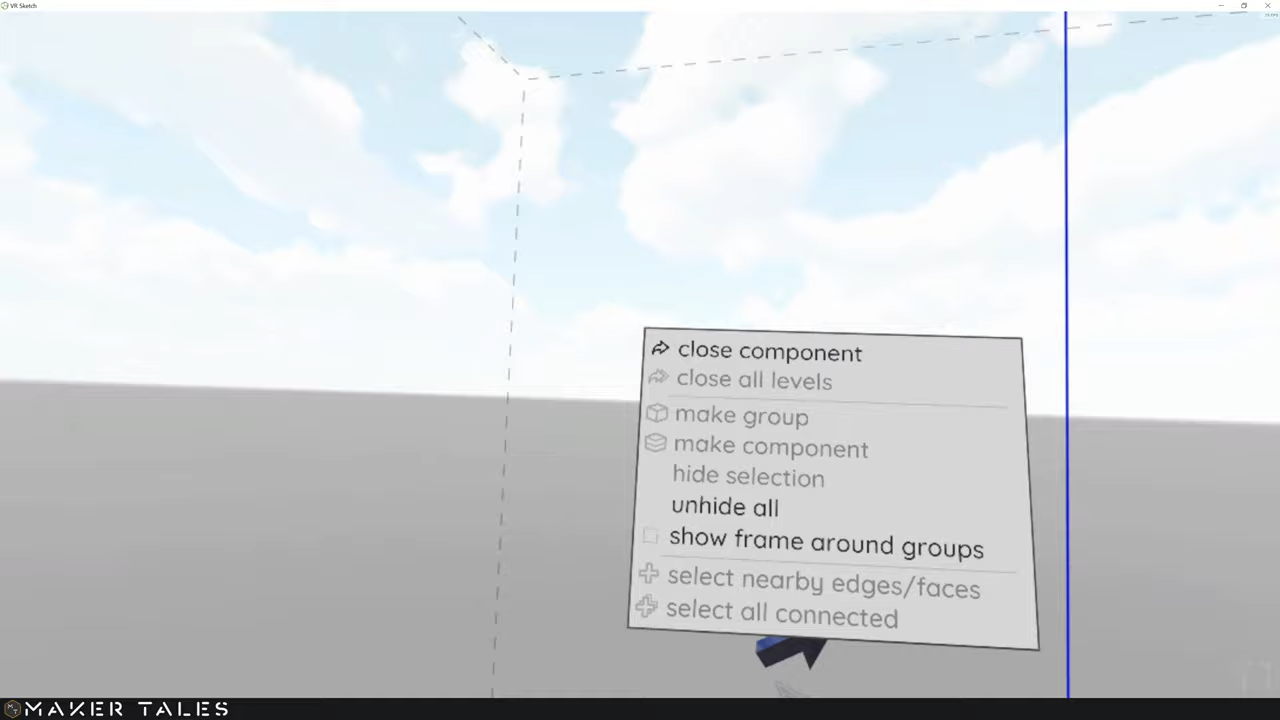 VR Sketch
close component
close all levels
make group
make component
hide selection
unhide all
show frame around groups
select nearby edges/faces
select all connected
MAKER TALES